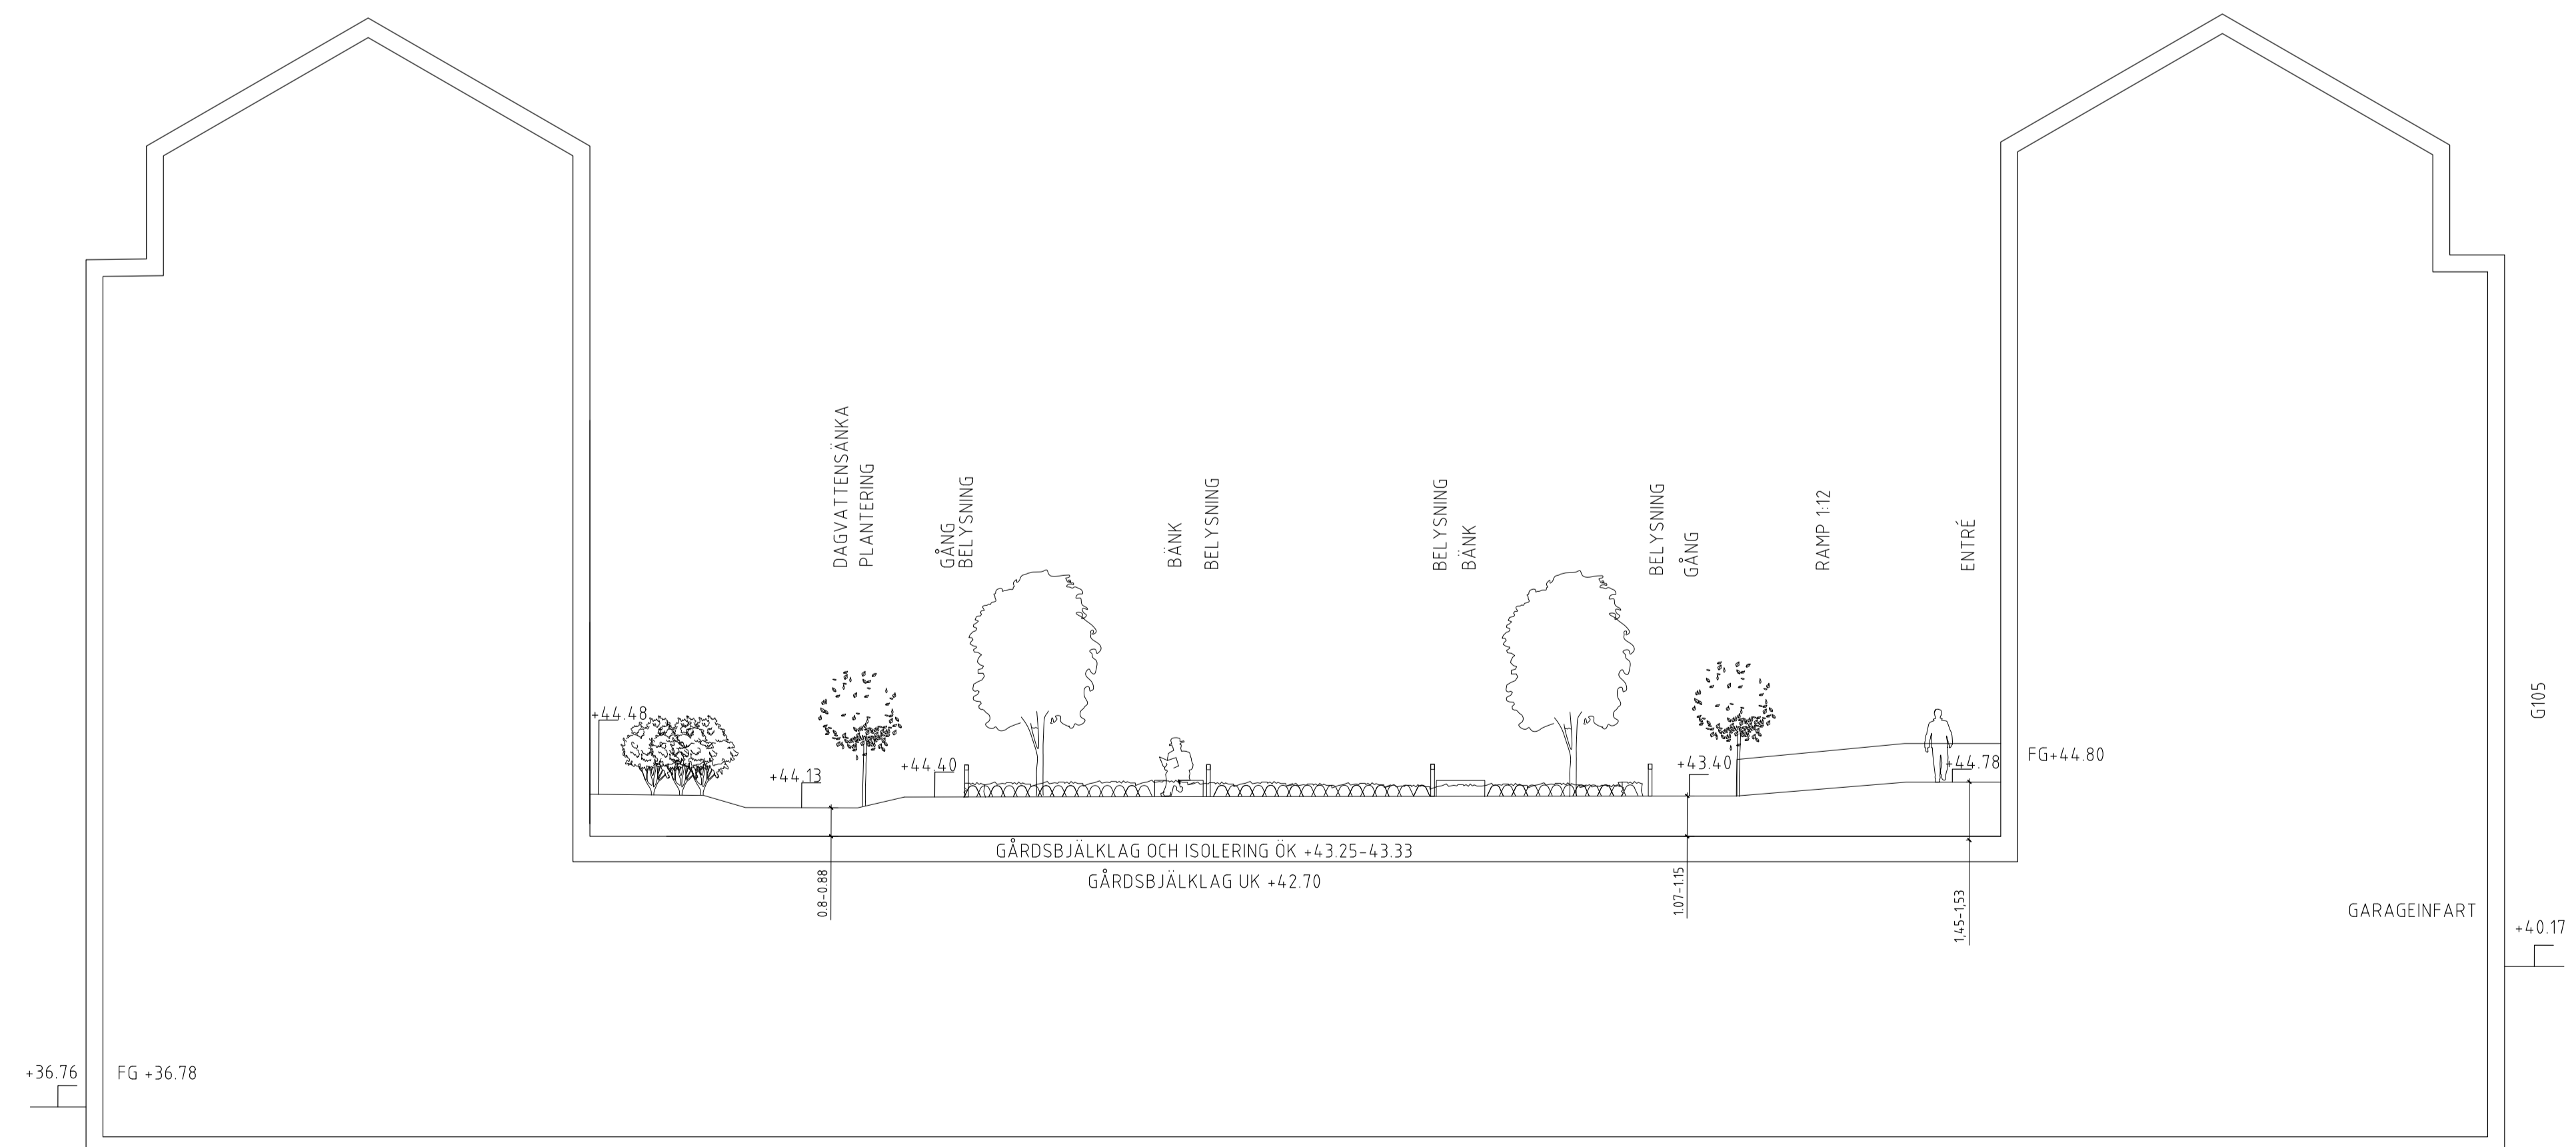 DAGVATTENSÄNKA
PLANTERING
GÅNG
BELYSNING
BÄNK
BELYSNING
BELYSNING
BÄNK
BELYSNING
GÅNG
RAMP 1:12
ENTRÉ
G105
+44.48
+44.13
+44.40
+43.40
+44.78
FG+44.80
GÅRDSBJÄLKLAG OCH ISOLERING ÖK +43.25-43.33
GÅRDSBJÄLKLAG UK +42.70
0.8-0.88
1.07-1.15
1,45-1,53
GARAGEINFART
+40.17
+36.76
FG +36.78